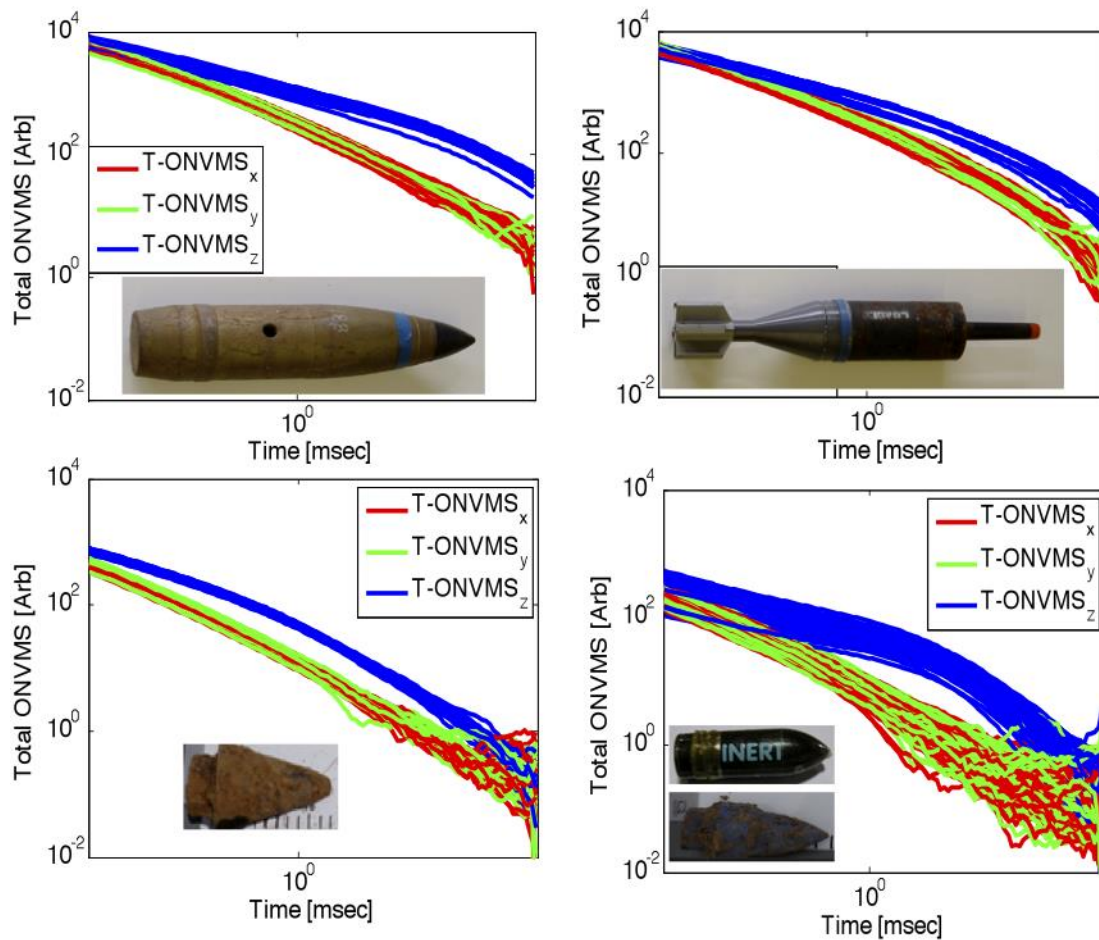 10^4
10^2
10^0
10^-2
Total ONVMS [Arb]
T-ONVMS_x
T-ONVMS_y
T-ONVMS_z
10^0
Time [msec]
10^4
10^2
10^0
10^-2
Total ONVMS [Arb]
10^0
Time [msec]
10^4
10^2
10^0
10^-2
Total ONVMS [Arb]
T-ONVMS_x
T-ONVMS_y
T-ONVMS_z
10^0
Time [msec]
10^4
10^2
10^0
10^-2
Total ONVMS [Arb]
T-ONVMS_x
T-ONVMS_y
T-ONVMS_z
INERT
10^0
Time [msec]